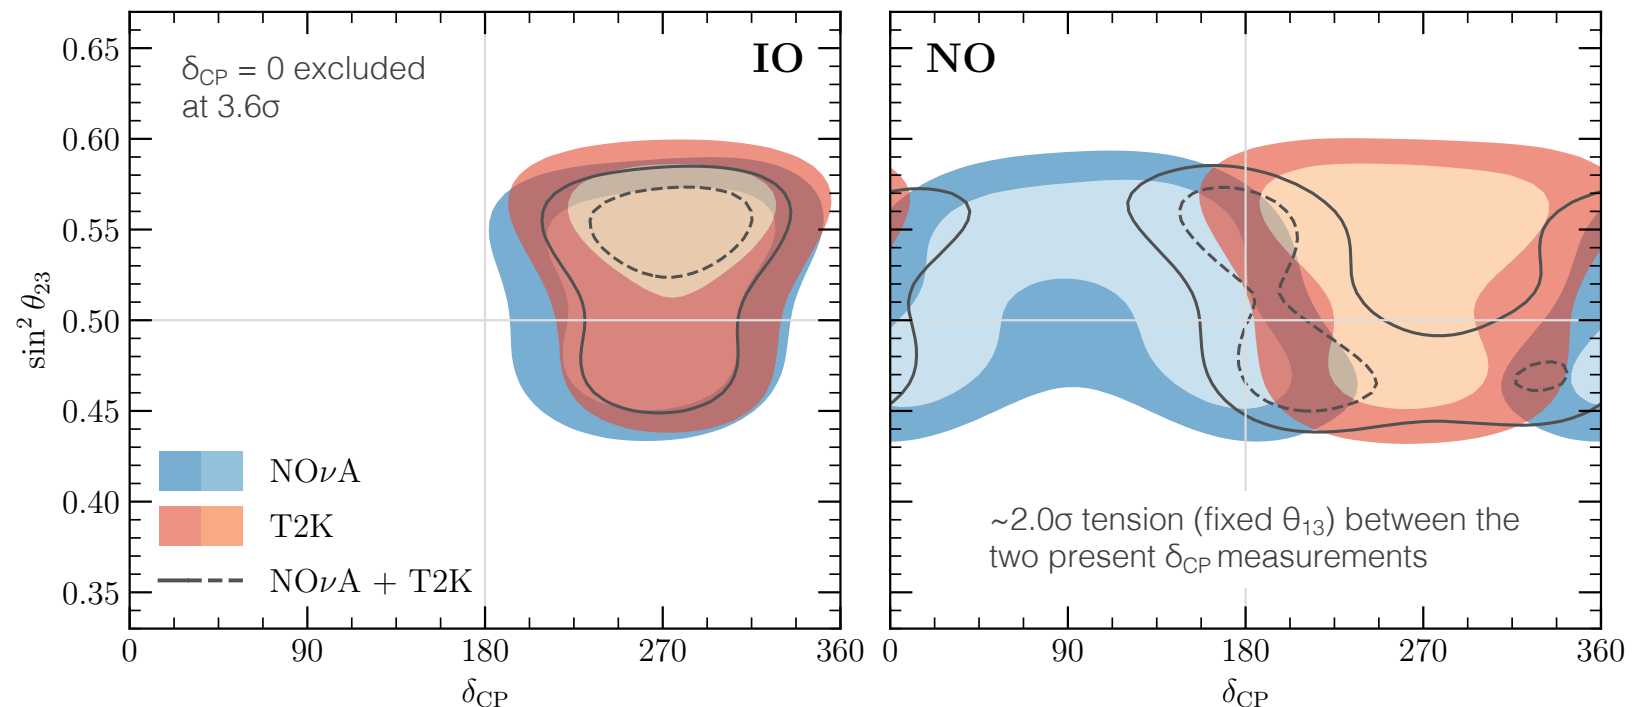 IO
δCP = 0 excluded
at 3.6σ
0.65
0.60
0.55
0.50
0.45
0.40
0.35
sin² θ23
NOνA
T2K
NOνA + T2K
0 90 180 270 360
δCP
NO
~2.0σ tension (fixed θ13) between the
two present δCP measurements
0 90 180 270 360
δCP